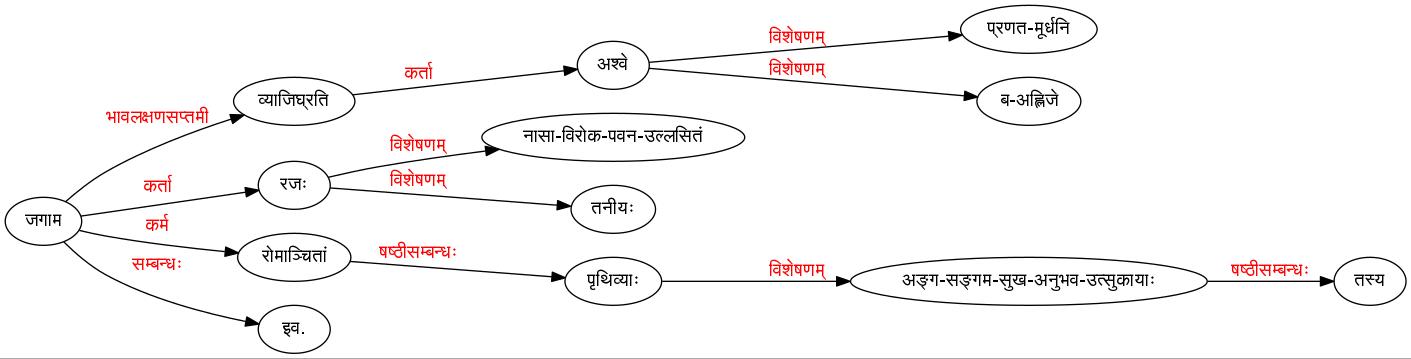 प्रणत-मूर्धनि
विशेषणम्
अश्वे
विशेषणम्
कर्ता
व्याजिघ्रति
ब-अह्लिजे
भावलक्षणसप्तमी
नासा-विरोक-पवन-उल्लसितं
विशेषणम्
रजः
विशेषणम्
कर्ता
तनीयः
जगाम
कर्म
रोमाञ्चितां
षष्ठीसम्बन्धः
सम्बन्धः
पृथिव्याः
विशेषणम्
अङ्ग-सङ्गम-सुख-अनुभव-उत्सुकायाः
षष्ठीसम्बन्धः
तस्य
इव.